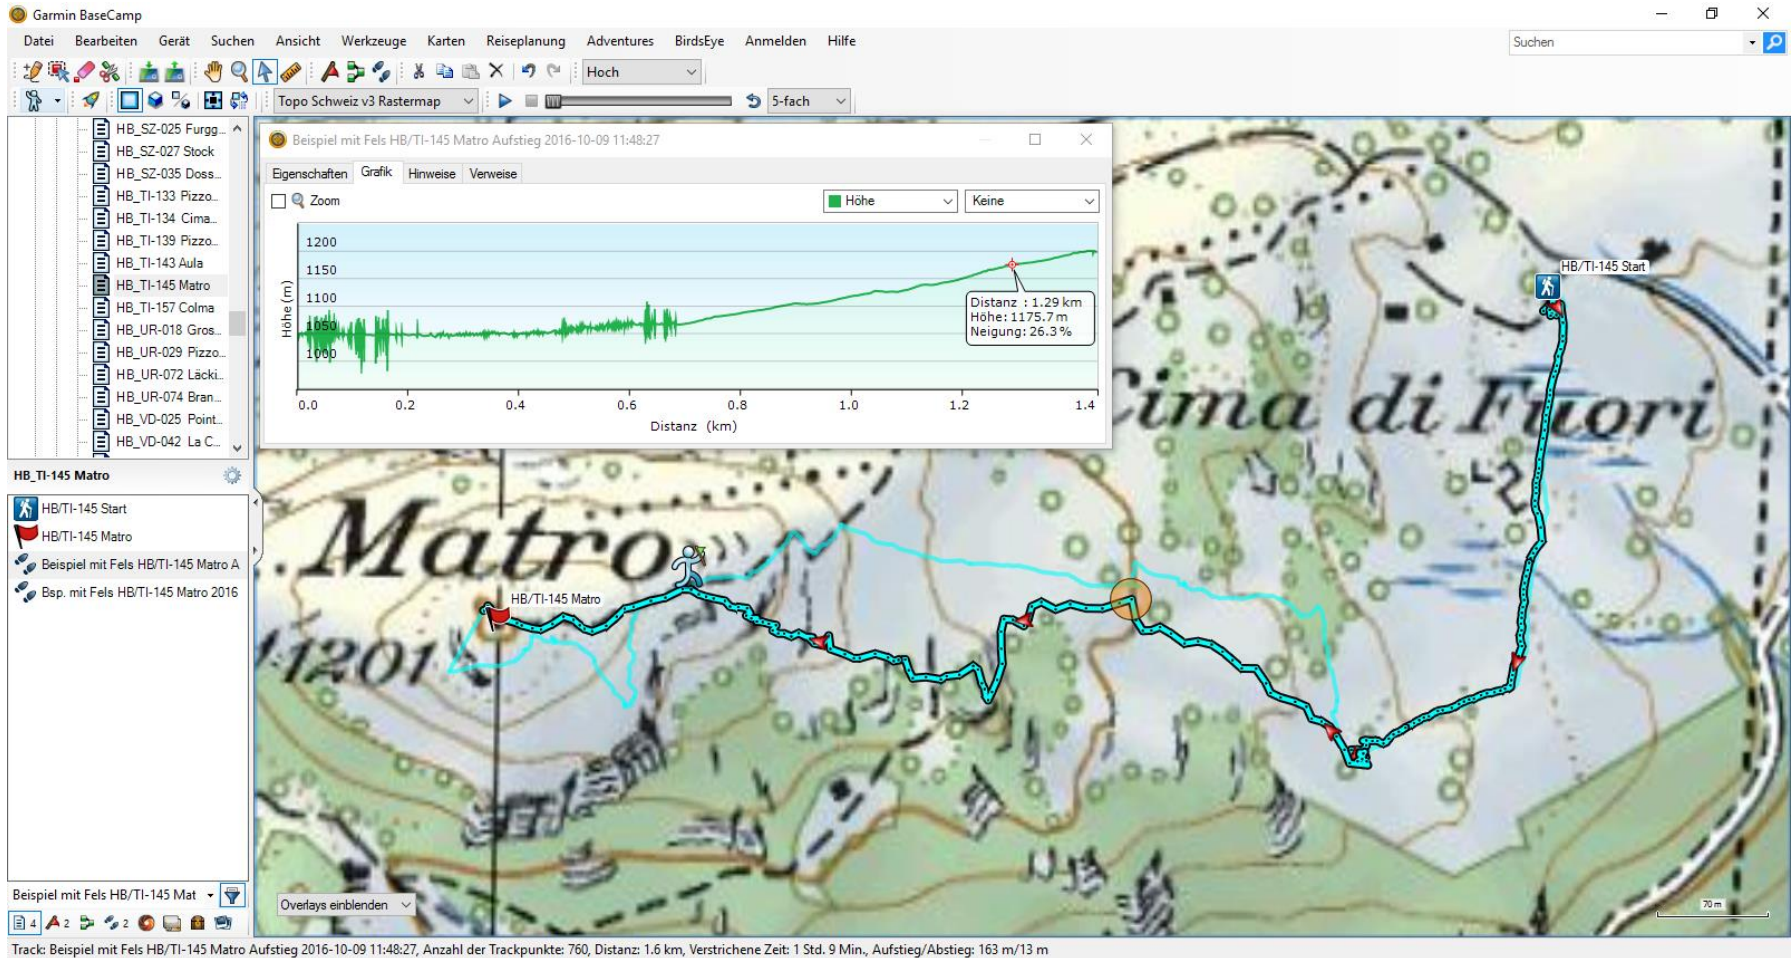 Garmin BaseCamp
Datei Bearbeiten Gerät Suchen Ansicht Werkzeuge Karten Reiseplanung Adventures BirdsEye Anmelden Hilfe
Suchen
Hoch
Topo Schweiz v3 Rastermap
5-fach
HB_SZ-025 Furgg...
HB_SZ-027 Stock
HB_SZ-035 Doss...
HB_TI-133 Pizzo...
HB_TI-134 Cima...
HB_TI-139 Pizzo...
HB_TI-143 Aula
HB_TI-145 Matro
HB_TI-157 Colma
HB_UR-018 Gros...
HB_UR-029 Pizzo...
HB_UR-072 Läcki...
HB_UR-074 Bran...
HB_VD-025 Point...
HB_VD-042 La C...
HB_TI-145 Matro
HB/TI-145 Start
HB/TI-145 Matro
Beispiel mit Fels HB/TI-145 Matro A
Bsp. mit Fels HB/TI-145 Matro 2016
Beispiel mit Fels HB/TI-145 Mat
4 2 2
Beispiel mit Fels HB/TI-145 Matro Aufstieg 2016-10-09 11:48:27
Eigenschaften Grafik Hinweise Verweise
Zoom
Höhe
Keine
Höhe (m)
1200
1150
1100
1050
1000
Distanz : 1.29 km
Höhe: 1175.7 m
Neigung: 26.3 %
0.0 0.2 0.4 0.6 0.8 1.0 1.2 1.4
Distanz (km)
HB/TI-145 Start
Cima di Fuori
Matro
HB/TI-145 Matro
1201
Overlays einblenden
70 m
Track: Beispiel mit Fels HB/TI-145 Matro Aufstieg 2016-10-09 11:48:27, Anzahl der Trackpunkte: 760, Distanz: 1.6 km, Verstrichene Zeit: 1 Std. 9 Min., Aufstieg/Abstieg: 163 m/13 m